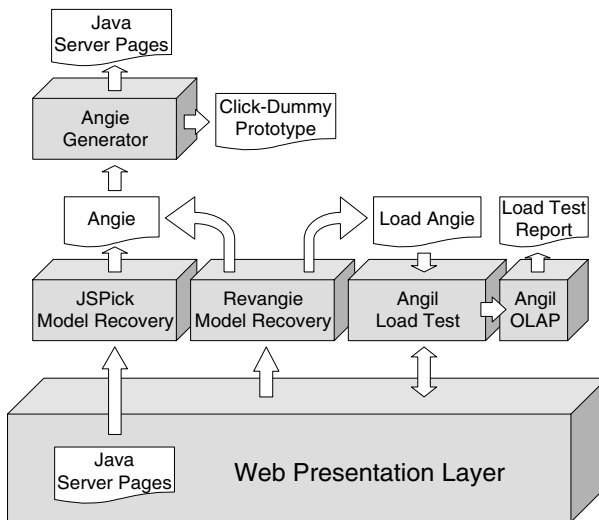 Java
Server Pages
Angie
Generator
Click-Dummy
Prototype
Angie
Load Angie
Load Test
Report
JSPick
Model Recovery
Revangie
Model Recovery
Angil
Load Test
Angil
OLAP
Java
Server Pages
Web Presentation Layer